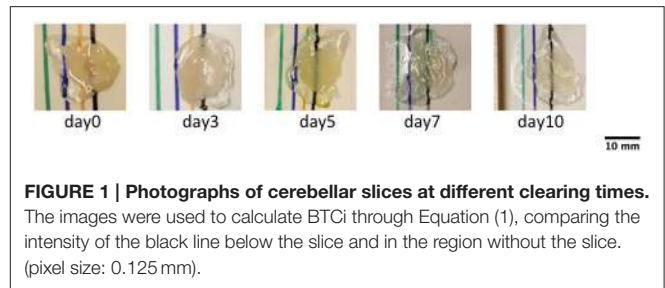 day0 day3 day5 day7 day10
10 mm
FIGURE 1 | Photographs of cerebellar slices at different clearing times.
The images were used to calculate BTCi through Equation (1), comparing the
intensity of the black line below the slice and in the region without the slice.
(pixel size: 0.125 mm).